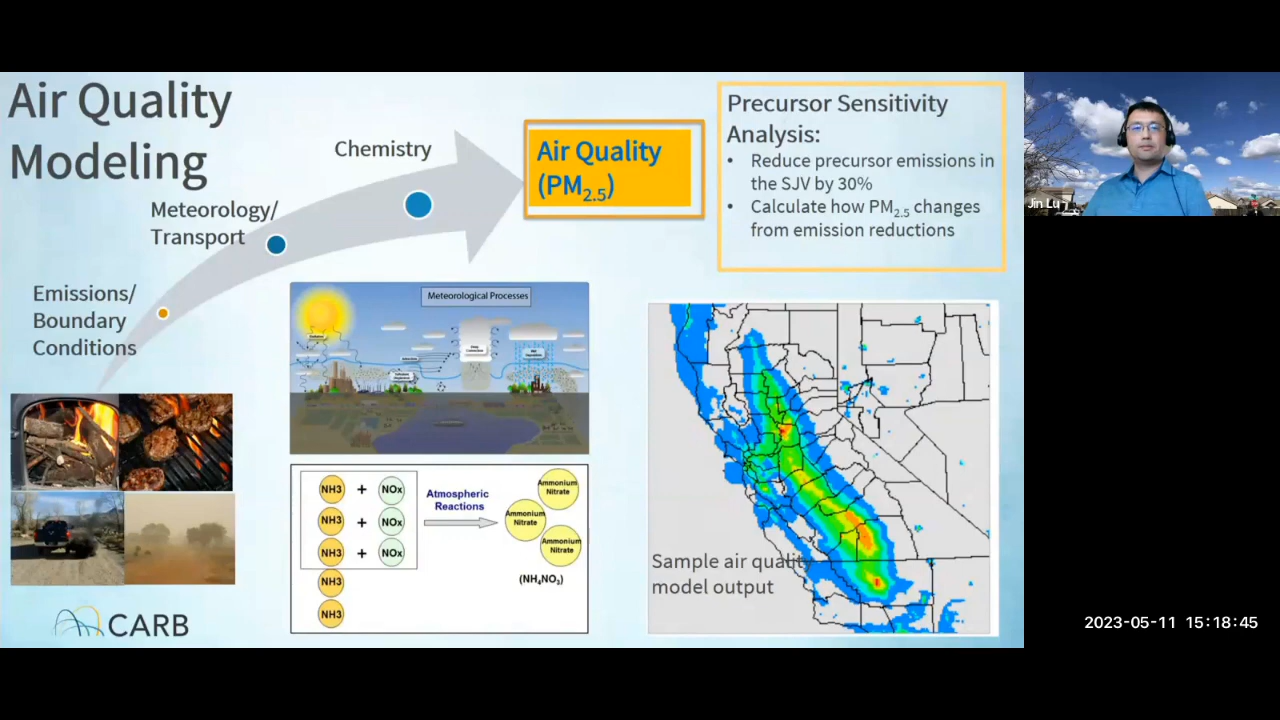 Air Quality
Modeling
Chemistry
Meteorology/
Transport
Emissions/
Boundary
Conditions
Air Quality
(PM2.5)
Precursor Sensitivity
Analysis:
• Reduce precursor emissions in
the SJV by 30%
• Calculate how PM2.5 changes
from emission reductions
Jin Lu
Meteorological Processes
NH3 + NOx
NH3 + NOx
NH3 + NOx
NH3
NH3
Atmospheric
Reactions
Ammonium
Nitrate
Ammonium
Nitrate
Ammonium
Nitrate
(NH4NO3)
Sample air quality
model output
CARB
2023-05-11 15:18:45